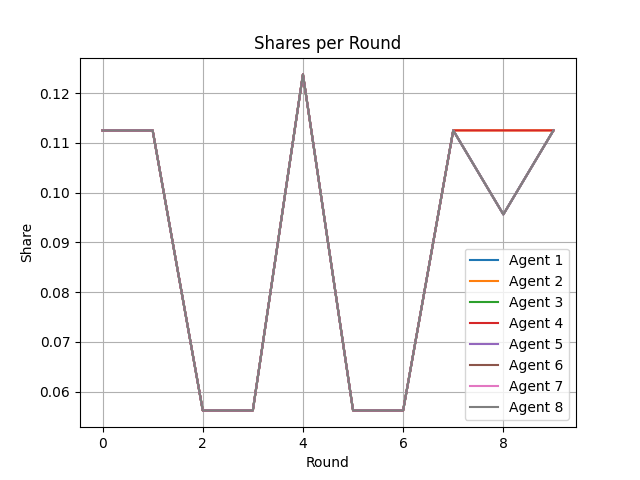 Shares per Round
Share
0.12
0.11
0.10
0.09
0.08
0.07
0.06
0
2
4
6
8
Round
Agent 1
Agent 2
Agent 3
Agent 4
Agent 5
Agent 6
Agent 7
Agent 8